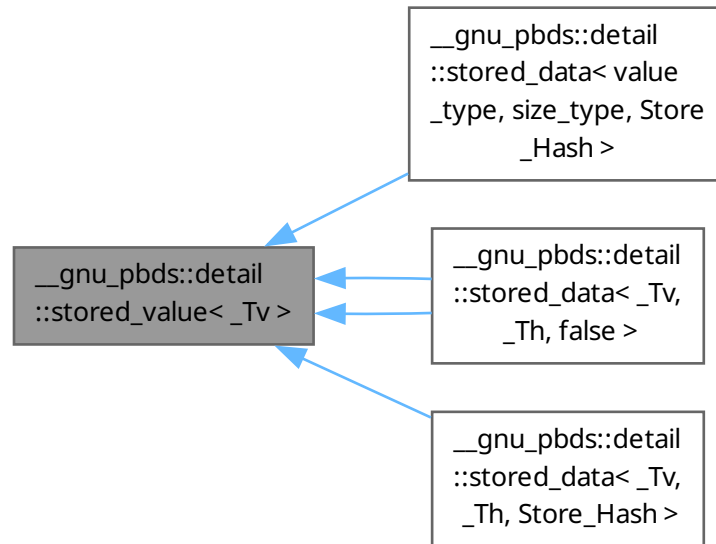 __gnu_pbds::detail
::stored_data< value
_type, size_type, Store
_Hash >
__gnu_pbds::detail
::stored_value< _Tv >
__gnu_pbds::detail
::stored_data< _Tv,
_Th, false >
__gnu_pbds::detail
::stored_data< _Tv,
_Th, Store_Hash >